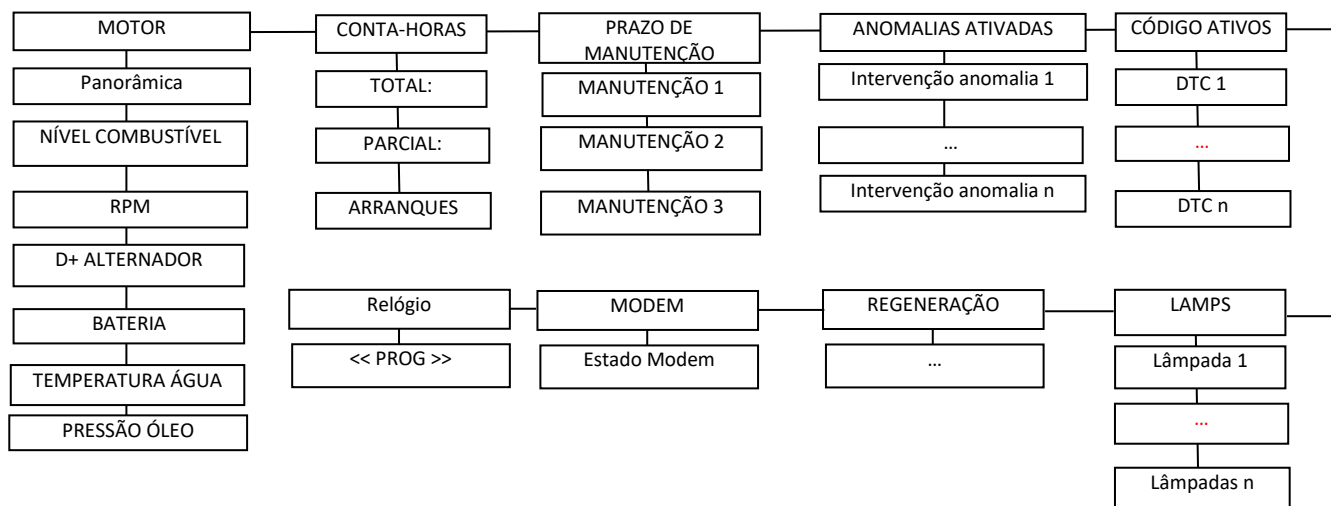 MOTOR
Panorâmica
NÍVEL COMBUSTÍVEL
RPM
D+ ALTERNADOR
BATERIA
TEMPERATURA ÁGUA
PRESSÃO ÓLEO
CONTA-HORAS
TOTAL:
PARCIAL:
ARRANQUES
PRAZO DE
MANUTENÇÃO
MANUTENÇÃO 1
MANUTENÇÃO 2
MANUTENÇÃO 3
ANOMALIAS ATIVADAS
Intervenção anomalia 1
...
Intervenção anomalia n
CÓDIGO ATIVOS
DTC 1
...
DTC n
Relógio
<< PROG >>
MODEM
Estado Modem
REGENERAÇÃO
...
LAMPS
Lâmpada 1
...
Lâmpadas n